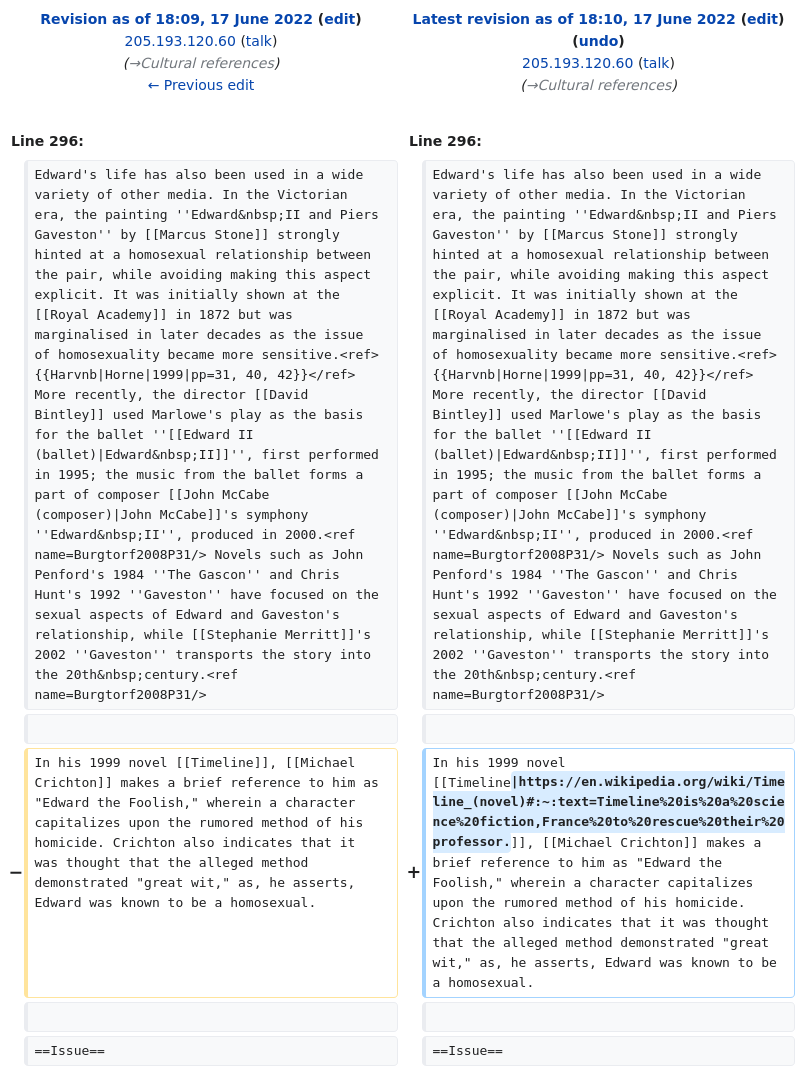 Revision as of 18:09, 17 June 2022 (edit)
205.193.120.60 (talk)
(→Cultural references)
← Previous edit
Latest revision as of 18:10, 17 June 2022 (edit)
(undo)
205.193.120.60 (talk)
(→Cultural references)
Line 296:
Edward's life has also been used in a wide
variety of other media. In the Victorian
era, the painting ''Edward&nbsp;II and Piers
Gaveston'' by [[Marcus Stone]] strongly
hinted at a homosexual relationship between
the pair, while avoiding making this aspect
explicit. It was initially shown at the
[[Royal Academy]] in 1872 but was
marginalised in later decades as the issue
of homosexuality became more sensitive.<ref>
{{Harvnb|Horne|1999|pp=31, 40, 42}}</ref>
More recently, the director [[David
Bintley]] used Marlowe's play as the basis
for the ballet ''[[Edward II
(ballet)|Edward&nbsp;II]]'', first performed
in 1995; the music from the ballet forms a
part of composer [[John McCabe
(composer)|John McCabe]]'s symphony
''Edward&nbsp;II'', produced in 2000.<ref
name=Burgtorf2008P31/> Novels such as John
Penford's 1984 ''The Gascon'' and Chris
Hunt's 1992 ''Gaveston'' have focused on the
sexual aspects of Edward and Gaveston's
relationship, while [[Stephanie Merritt]]'s
2002 ''Gaveston'' transports the story into
the 20th&nbsp;century.<ref
name=Burgtorf2008P31/>
−
In his 1999 novel [[Timeline]], [[Michael
Crichton]] makes a brief reference to him as
"Edward the Foolish," wherein a character
capitalizes upon the rumored method of his
homicide. Crichton also indicates that it
was thought that the alleged method
demonstrated "great wit," as, he asserts,
Edward was known to be a homosexual.
==Issue==
Line 296:
Edward's life has also been used in a wide
variety of other media. In the Victorian
era, the painting ''Edward&nbsp;II and Piers
Gaveston'' by [[Marcus Stone]] strongly
hinted at a homosexual relationship between
the pair, while avoiding making this aspect
explicit. It was initially shown at the
[[Royal Academy]] in 1872 but was
marginalised in later decades as the issue
of homosexuality became more sensitive.<ref>
{{Harvnb|Horne|1999|pp=31, 40, 42}}</ref>
More recently, the director [[David
Bintley]] used Marlowe's play as the basis
for the ballet ''[[Edward II
(ballet)|Edward&nbsp;II]]'', first performed
in 1995; the music from the ballet forms a
part of composer [[John McCabe
(composer)|John McCabe]]'s symphony
''Edward&nbsp;II'', produced in 2000.<ref
name=Burgtorf2008P31/> Novels such as John
Penford's 1984 ''The Gascon'' and Chris
Hunt's 1992 ''Gaveston'' have focused on the
sexual aspects of Edward and Gaveston's
relationship, while [[Stephanie Merritt]]'s
2002 ''Gaveston'' transports the story into
the 20th&nbsp;century.<ref
name=Burgtorf2008P31/>
+
In his 1999 novel
[[Timeline|https://en.wikipedia.org/wiki/Time
line_(novel)#:~:text=Timeline%20is%20a%20scie
nce%20fiction,France%20to%20rescue%20their%20
professor.]], [[Michael Crichton]] makes a
brief reference to him as "Edward the
Foolish," wherein a character capitalizes
upon the rumored method of his homicide.
Crichton also indicates that it was thought
that the alleged method demonstrated "great
wit," as, he asserts, Edward was known to be
a homosexual.
==Issue==